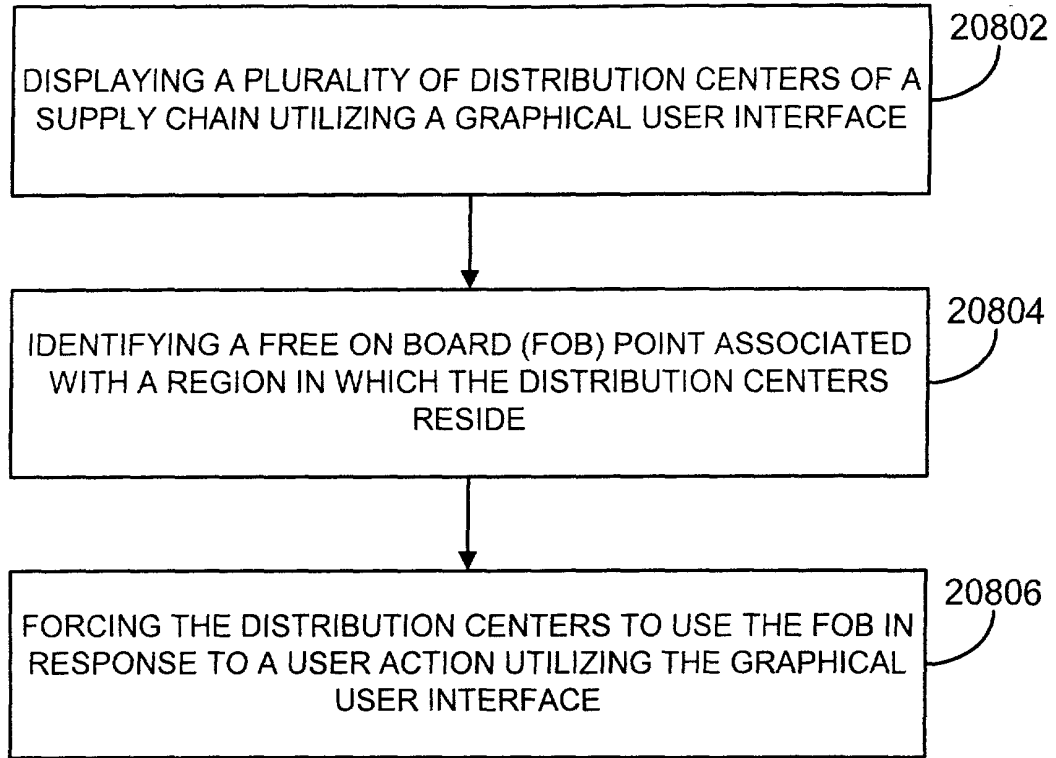 20802
DISPLAYING A PLURALITY OF DISTRIBUTION CENTERS OF A
SUPPLY CHAIN UTILIZING A GRAPHICAL USER INTERFACE
20804
IDENTIFYING A FREE ON BOARD (FOB) POINT ASSOCIATED
WITH A REGION IN WHICH THE DISTRIBUTION CENTERS
RESIDE
20806
FORCING THE DISTRIBUTION CENTERS TO USE THE FOB IN
RESPONSE TO A USER ACTION UTILIZING THE GRAPHICAL
USER INTERFACE